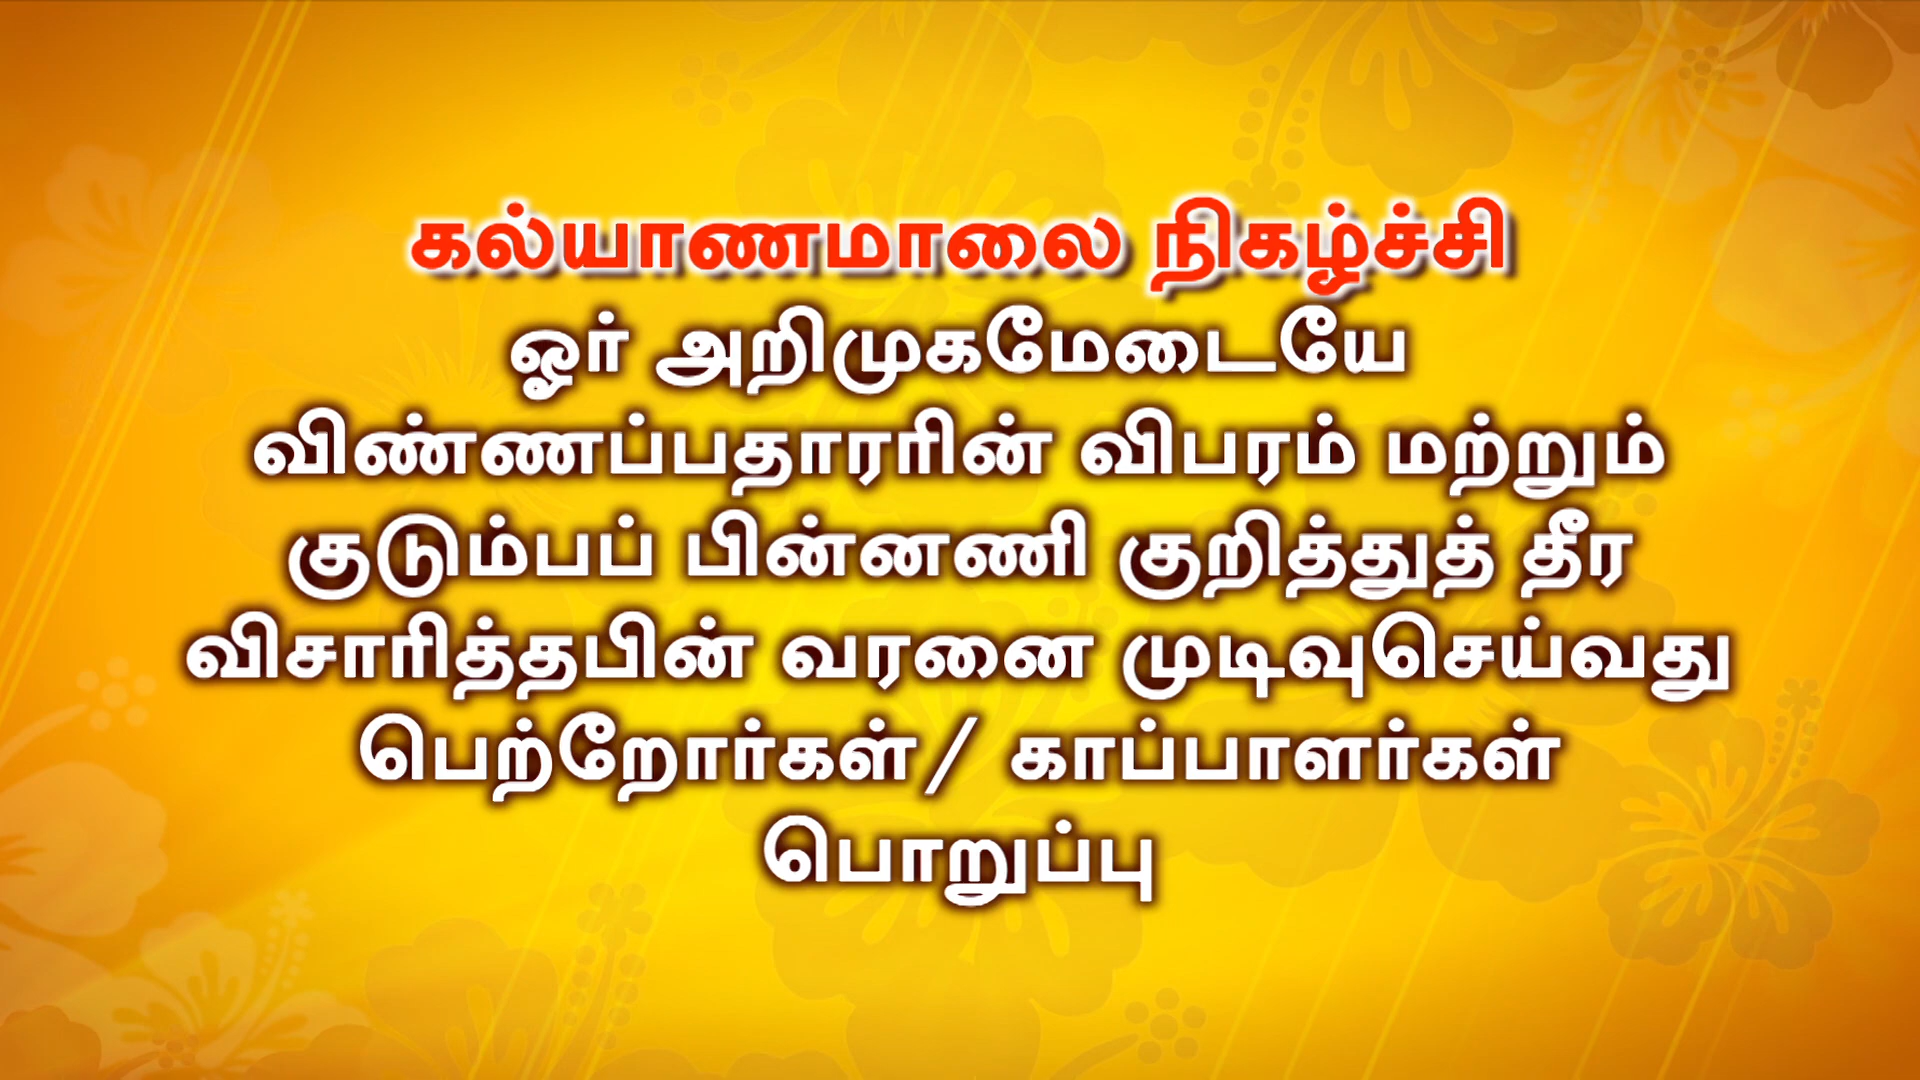 கல்யாணமாலை நிகழ்ச்சி
ஓர் அறிமுகமேடையே
விண்ணப்பதாரரின் விபரம் மற்றும்
குடும்பப் பின்னணி குறித்துத் தீர
விசாரித்தபின் வரனை முடிவுசெய்வது
பெற்றோர்கள்/ காப்பாளர்கள்
பொறுப்பு